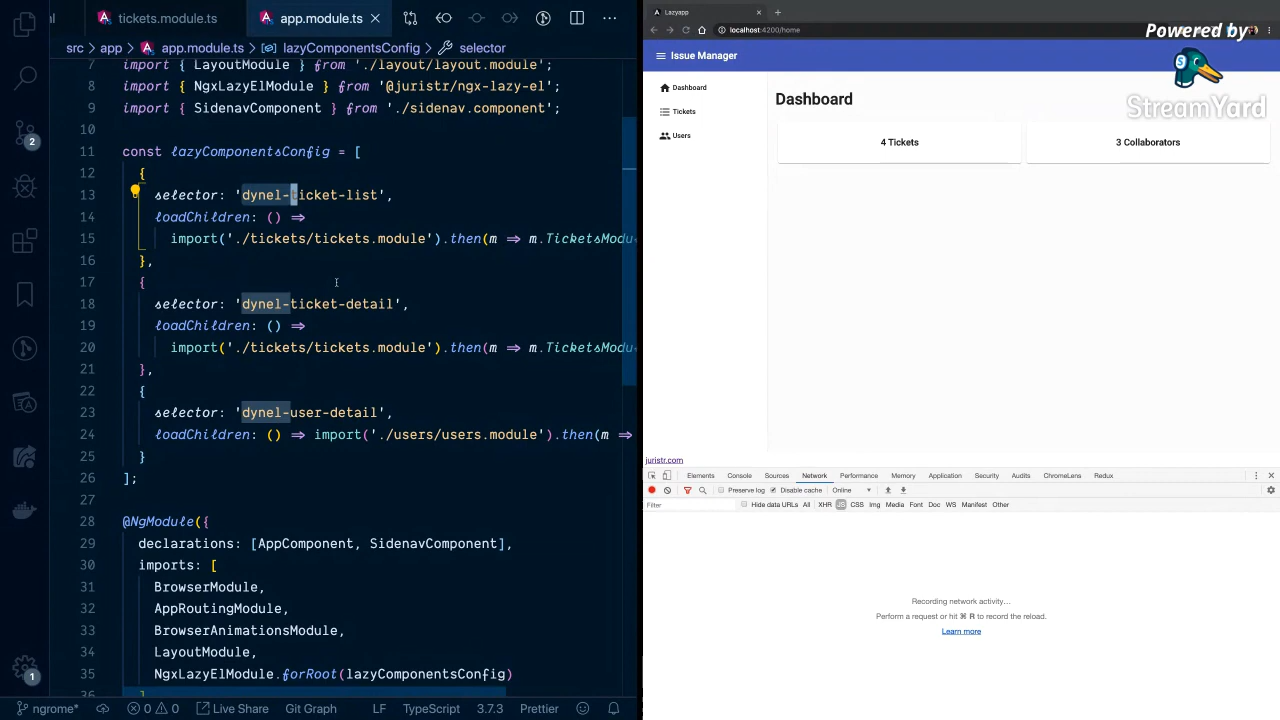 tickets.module.ts
app.module.ts
src > app > app.module.ts > lazyComponentsConfig > selector
7 import { LayoutModule } from './layout/layout.module';
8 import { NgxLazyElModule } from '@juristr/ngx-lazy-el';
9 import { SidenavComponent } from './sidenav.component';
10
11 const lazyComponentsConfig = [
12 {
13 selector: 'dynel-ticket-list',
14 loadChildren: () ⇒
15 import('./tickets/tickets.module').then(m ⇒ m.TicketsModu
16 },
17 {
18 selector: 'dynel-ticket-detail',
19 loadChildren: () ⇒
20 import('./tickets/tickets.module').then(m ⇒ m.TicketsModu
21 },
22 {
23 selector: 'dynel-user-detail',
24 loadChildren: () ⇒ import('./users/users.module').then(m ⇒
25 }
26 ];
27
28 @NgModule({
29 declarations: [AppComponent, SidenavComponent],
30 imports: [
31 BrowserModule,
32 AppRoutingModule,
33 BrowserAnimationsModule,
34 LayoutModule,
35 NgxLazyElModule.forRoot(lazyComponentsConfig)
36 ]
2
1
ngrome* 0 0 Live Share Git Graph LF TypeScript 3.7.3 Prettier
Lazyapp
localhost:4200/home
Powered by
StreamYard
Issue Manager
Dashboard
Tickets
Users
Dashboard
4 Tickets
3 Collaborators
juristr.com
Elements Console Sources Network Performance Memory Application Security Audits ChromeLens Redux
Preserve log Disable cache Online
Filter Hide data URLs All XHR JS CSS Img Media Font Doc WS Manifest Other
Recording network activity…
Perform a request or hit ⌘ R to record the reload.
Learn more